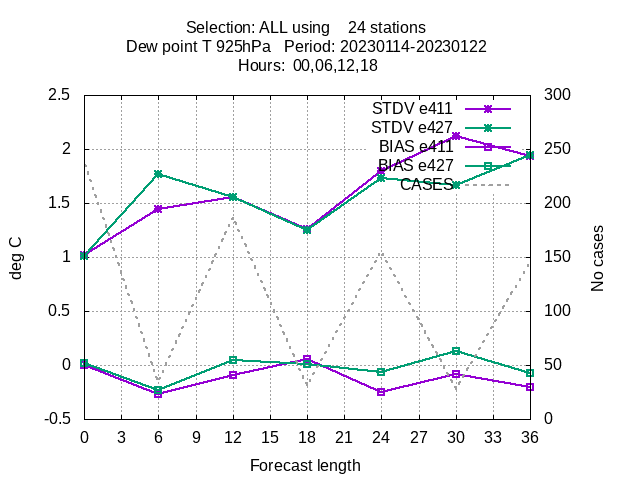 Selection: ALL using    24 stations
Dew point T 925hPa   Period: 20230114-20230122
Hours:  00,06,12,18
2.5
2
1.5
1
0.5
0
-0.5
300
250
200
150
100
50
0
STDV e411
STDV e427
BIAS e411
BIAS e427
CASES
deg C
No cases
0 3 6 9 12 15 18 21 24 27 30 33 36
Forecast length